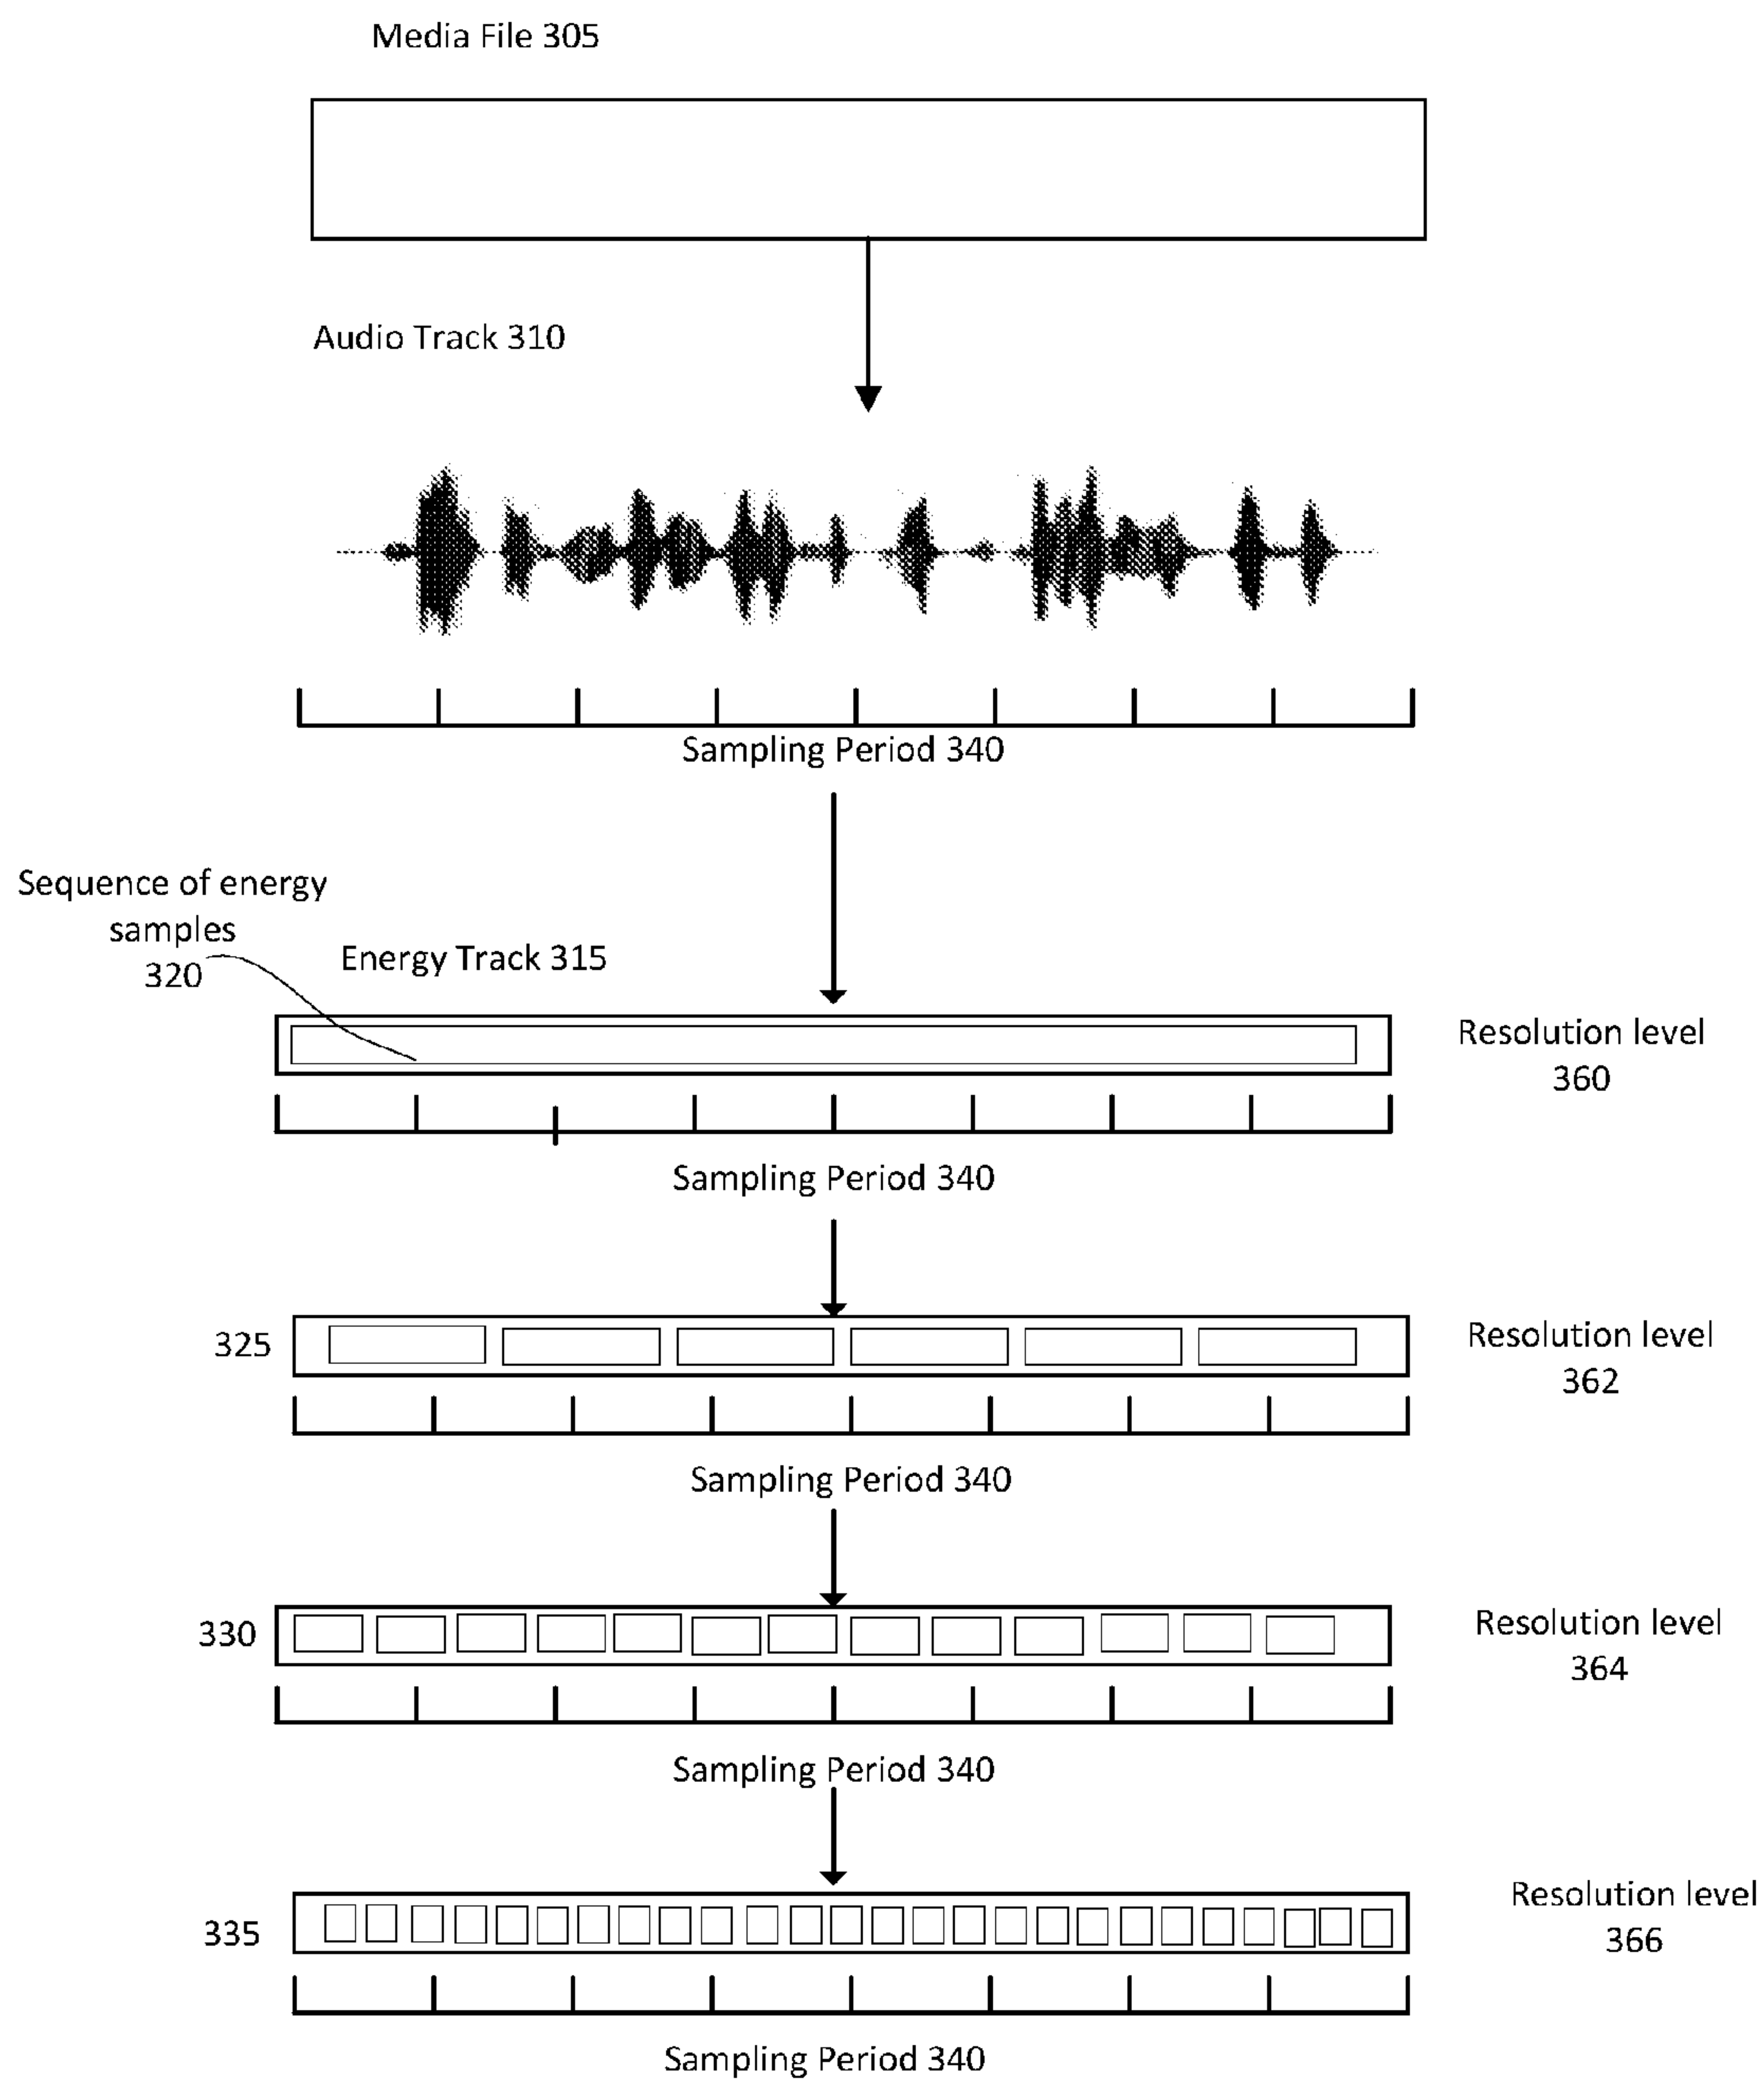 Media File 305
Audio Track 310
Sampling Period 340
Sequence of energy
samples
320
Energy Track 315
Resolution level
360
Sampling Period 340
325
Resolution level
362
Sampling Period 340
330
Resolution level
364
Sampling Period 340
335
Resolution level
366
Sampling Period 340